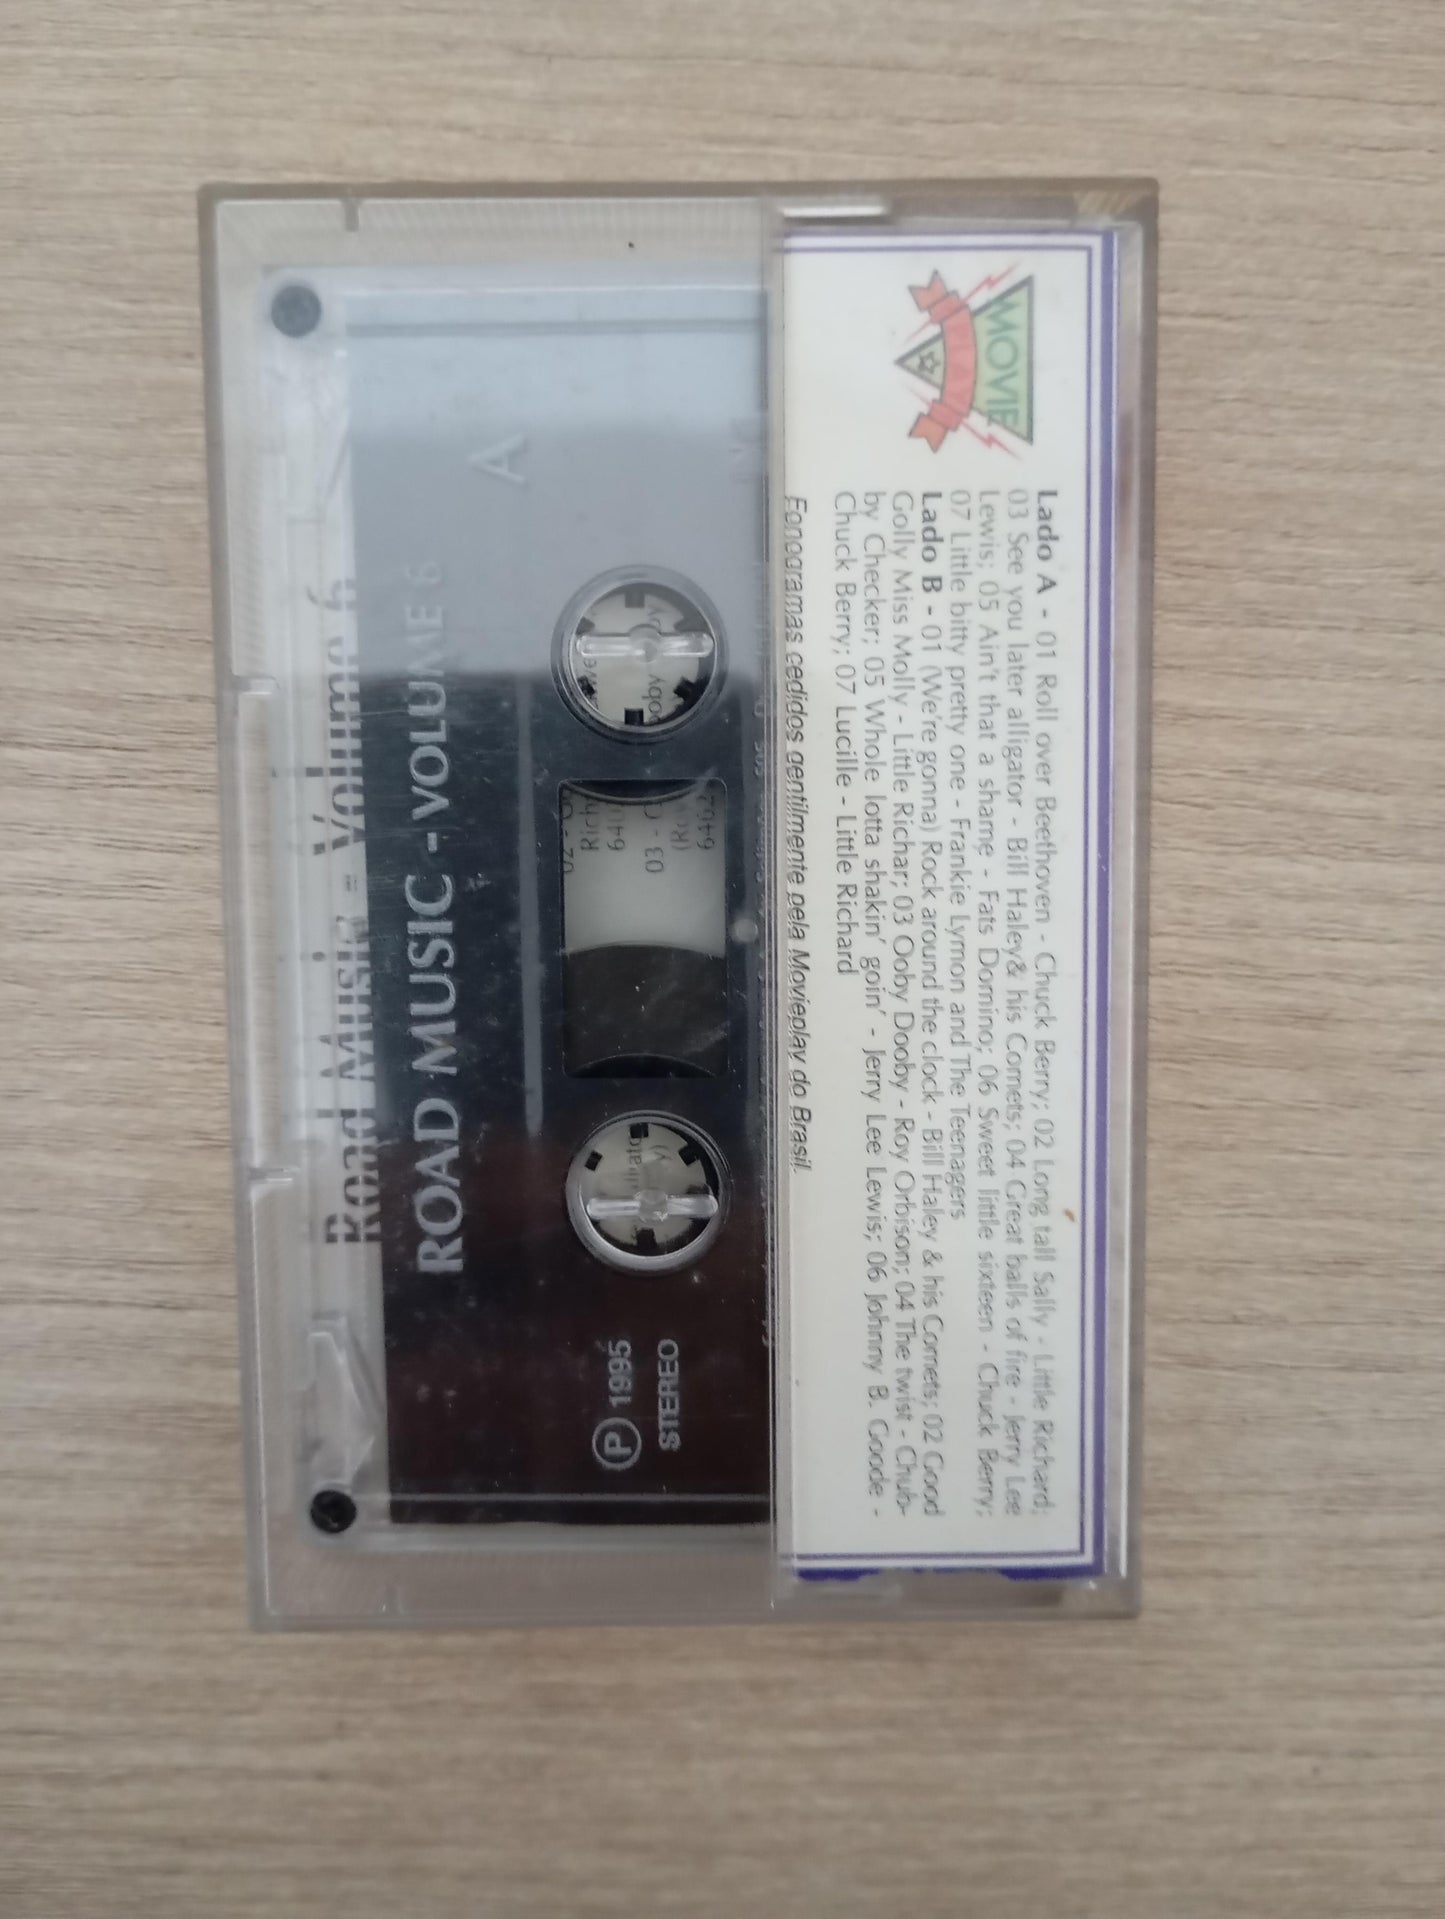 MOVIE
PLAY
Lado A - 01 Roll over Beethoven - Chuck Berry; 02 Long tall Sally - Little Richard;
03 See you later alligator - Bill Haley& his Comets; 04 Great balls of fire - Jerry Lee
Lewis; 05 Ain't that a shame - Fats Domino; 06 Sweet little sixteen - Chuck Berry;
07 Little bitty pretty one - Frankie Lymon and The Teenagers
Lado B - 01 (We're gonna) Rock around the clock - Bill Haley & his Comets; 02 Good
Golly Miss Molly - Little Richar; 03 Ooby Dooby - Roy Orbison; 04 The twist - Chub-
by Checker; 05 Whole lotta shakin' goin' - Jerry Lee Lewis; 06 Johnny B. Goode -
Chuck Berry; 07 Lucille - Little Richard
Fonogramas cedidos gentilmente pela Movieplay do Brasil.
A
STEREO
℗ 1995
ROAD MUSIC - VOLUME 6
Road Music - Volume 6